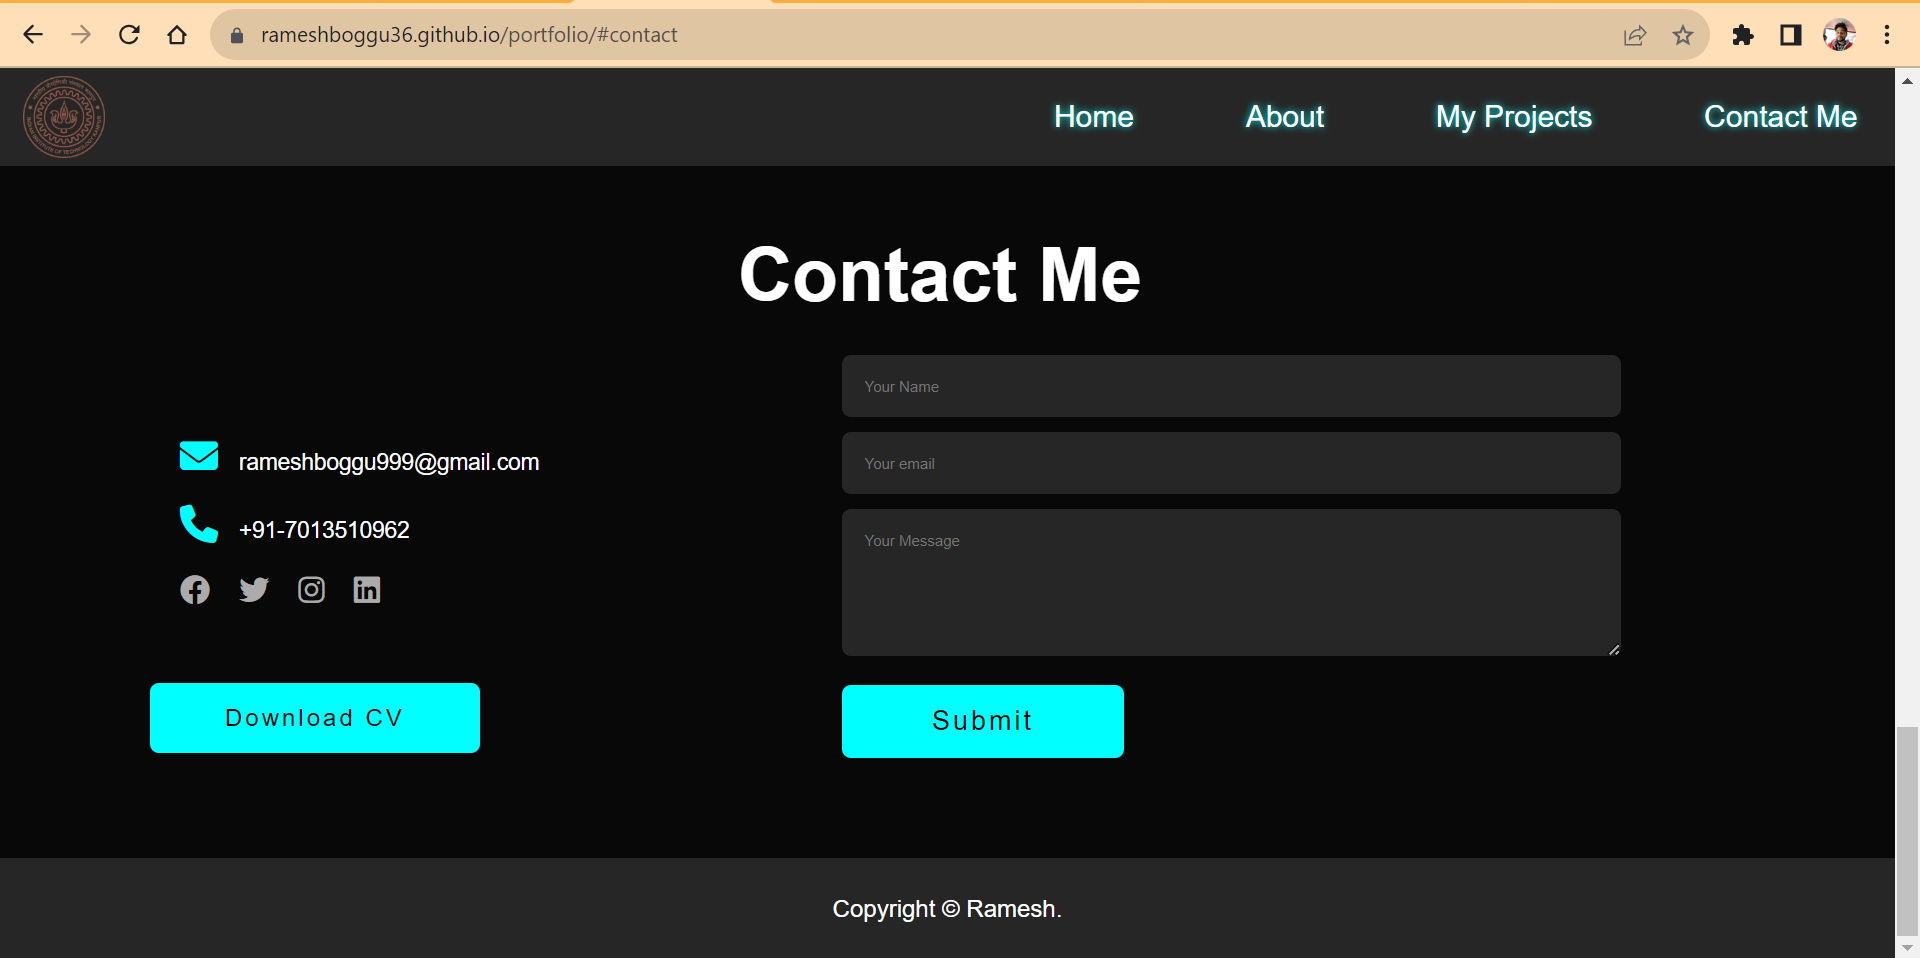 rameshboggu36.github.io/portfolio/#contact
Home About My Projects Contact Me
Contact Me
rameshboggu999@gmail.com
+91-7013510962
Download CV
Your Name
Your email
Your Message
Submit
Copyright © Ramesh.